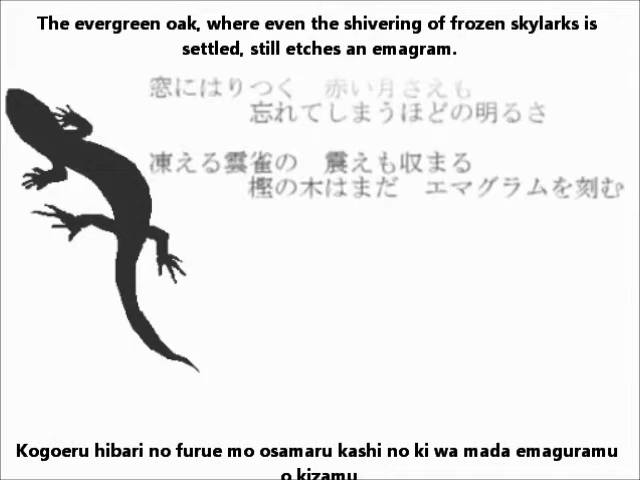 The evergreen oak, where even the shivering of frozen skylarks is
settled, still etches an emagram.
窓にはりつく　赤い月さえも
忘れてしまうほどの明るさ
凍える雲雀の　震えも収まる
樫の木はまだ　エマグラムを刻む
Kogoeru hibari no furue mo osamaru kashi no ki wa mada emaguramu
o kizamu